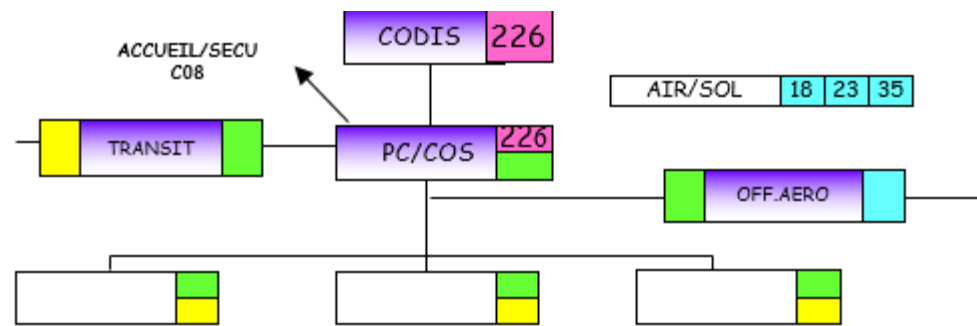 CODIS 226
ACCUEIL/SECU
C08
AIR/SOL 18 23 35
TRANSIT
PC/COS 226
OFF.AERO